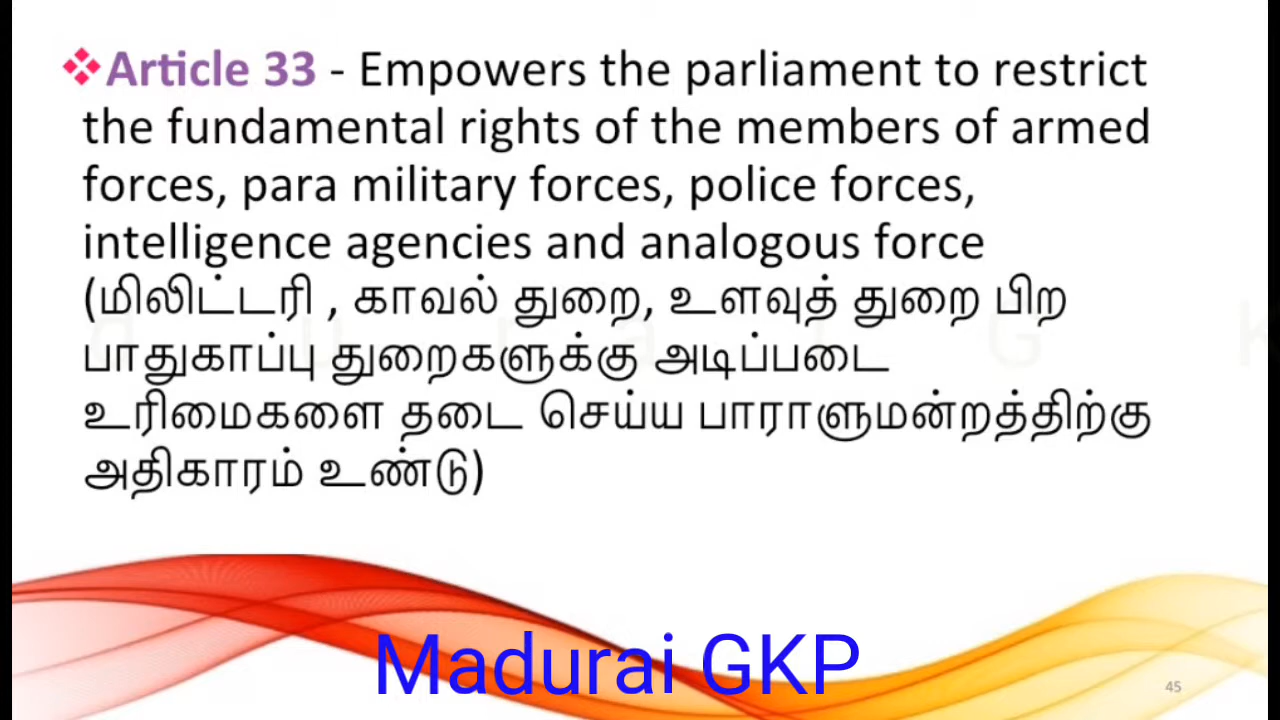 ❖Article 33 - Empowers the parliament to restrict
the fundamental rights of the members of armed
forces, para military forces, police forces,
intelligence agencies and analogous force
(மிலிட்டரி , காவல் துறை, உளவுத் துறை பிற
பாதுகாப்பு துறைகளுக்கு அடிப்படை
உரிமைகளை தடை செய்ய பாராளுமன்றத்திற்கு
அதிகாரம் உண்டு)
Madurai GKP
45